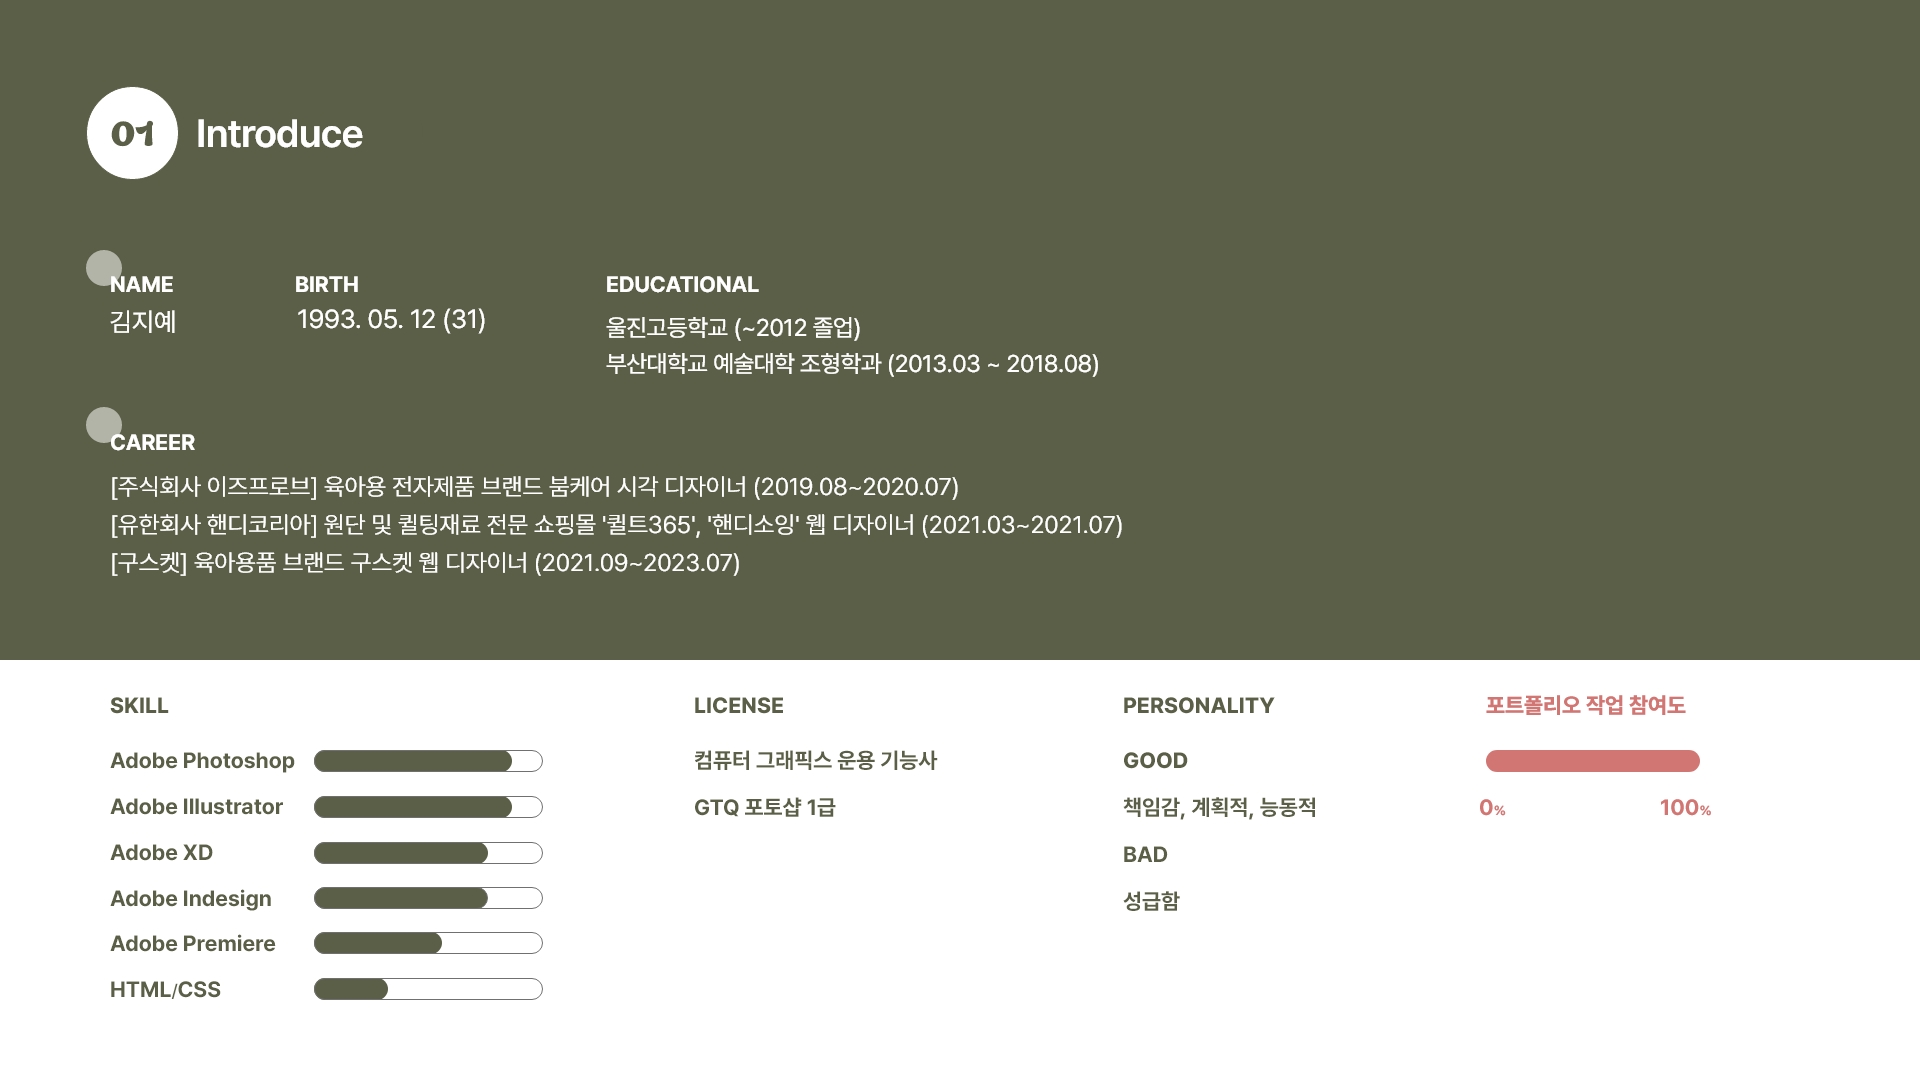 01 Introduce
NAME
김지예
BIRTH
1993. 05. 12 (31)
EDUCATIONAL
울진고등학교 (~2012 졸업)
부산대학교 예술대학 조형학과 (2013.03 ~ 2018.08)
CAREER
[주식회사 이즈프로브] 육아용 전자제품 브랜드 붐케어 시각 디자이너 (2019.08~2020.07)
[유한회사 핸디코리아] 원단 및 퀼팅재료 전문 쇼핑몰 '퀼트365', '핸디소잉' 웹 디자이너 (2021.03~2021.07)
[구스켓] 육아용품 브랜드 구스켓 웹 디자이너 (2021.09~2023.07)
SKILL
Adobe Photoshop
Adobe Illustrator
Adobe XD
Adobe Indesign
Adobe Premiere
HTML/CSS
LICENSE
컴퓨터 그래픽스 운용 기능사
GTQ 포토샵 1급
PERSONALITY
GOOD
책임감, 계획적, 능동적
BAD
성급함
포트폴리오 작업 참여도
0% 100%